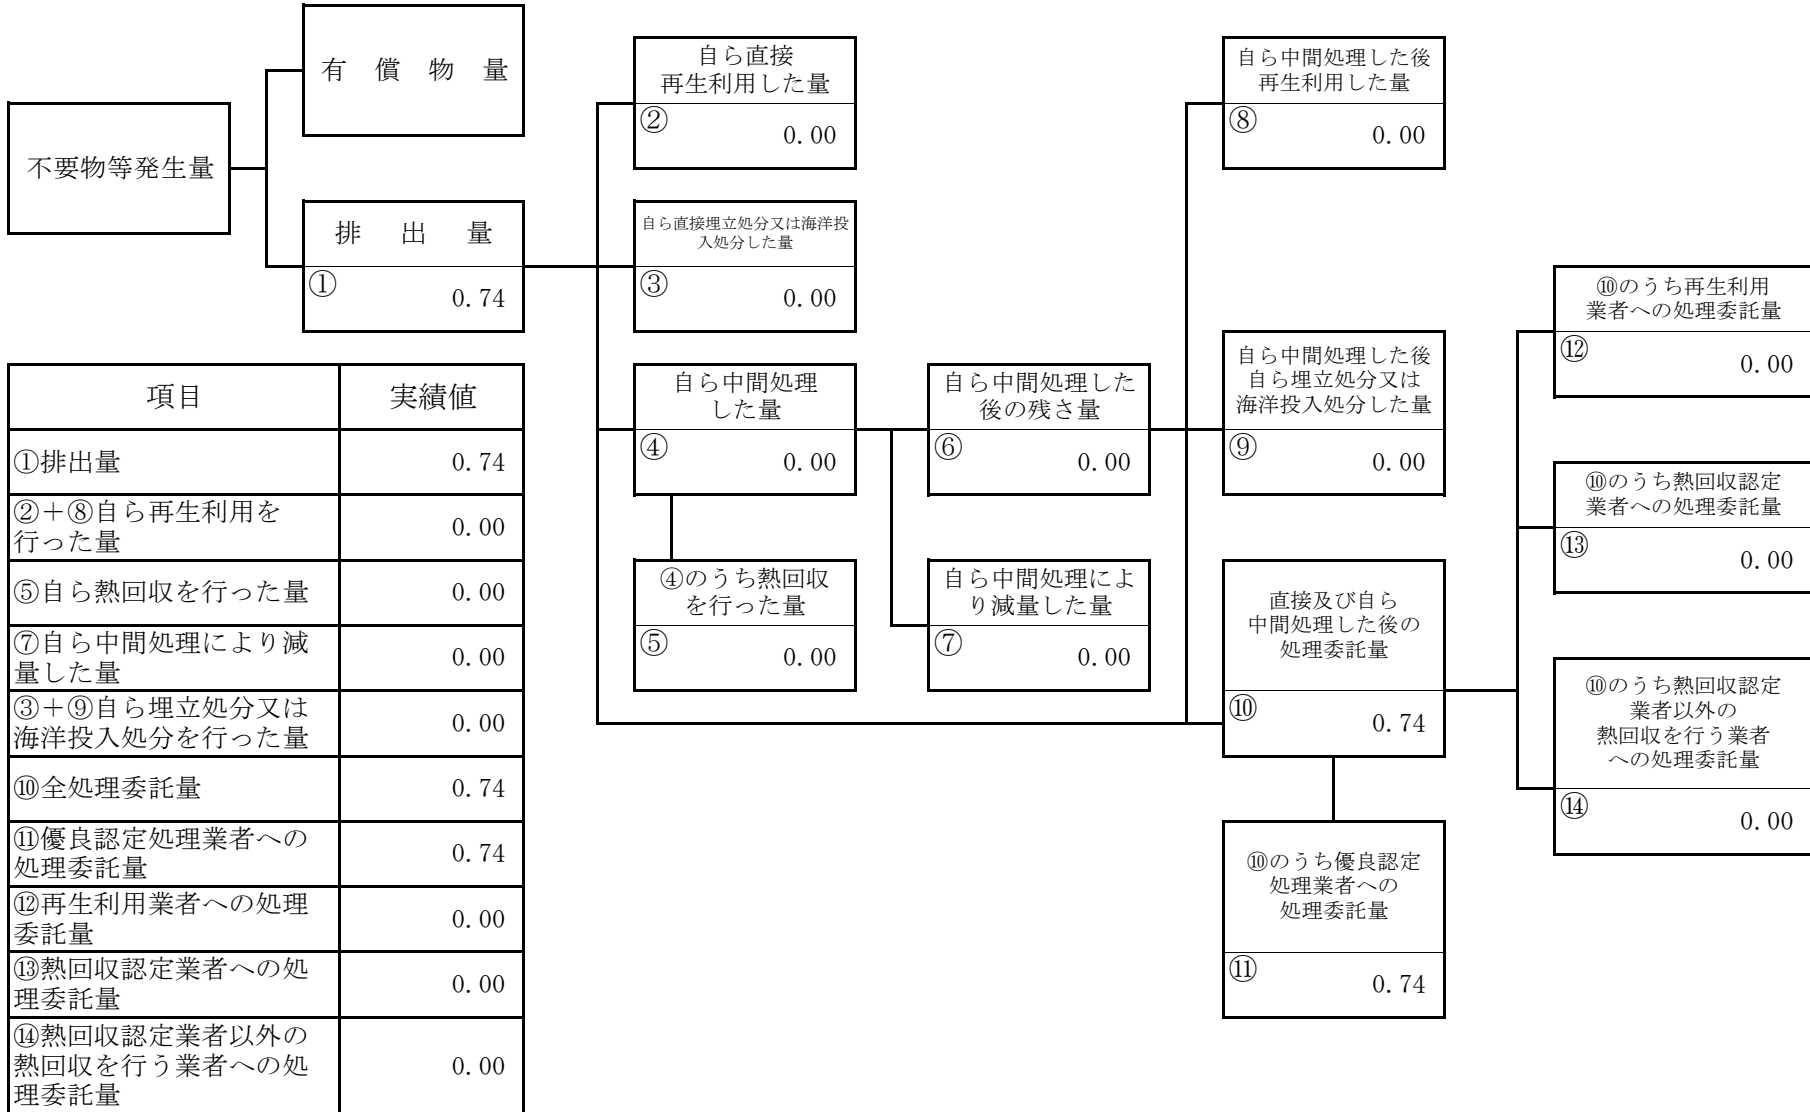 不要物等発生量
有 償 物 量
排 出 量
① 0.74
自ら直接
再生利用した量
② 0.00
自ら直接埋立処分又は海洋投
入処分した量
③ 0.00
自ら中間処理
した量
④ 0.00
④のうち熱回収
を行った量
⑤ 0.00
自ら中間処理した
後の残さ量
⑥ 0.00
自ら中間処理によ
り減量した量
⑦ 0.00
自ら中間処理した後
再生利用した量
⑧ 0.00
自ら中間処理した後
自ら埋立処分又は
海洋投入処分した量
⑨ 0.00
直接及び自ら
中間処理した後の
処理委託量
⑩ 0.74
⑩のうち優良認定
処理業者への
処理委託量
⑪ 0.74
⑩のうち再生利用
業者への処理委託量
⑫ 0.00
⑩のうち熱回収認定
業者への処理委託量
⑬ 0.00
⑩のうち熱回収認定
業者以外の
熱回収を行う業者
への処理委託量
⑭ 0.00
項目 実績値
①排出量 0.74
②＋⑧自ら再生利用を
行った量 0.00
⑤自ら熱回収を行った量 0.00
⑦自ら中間処理により減
量した量 0.00
③＋⑨自ら埋立処分又は
海洋投入処分を行った量 0.00
⑩全処理委託量 0.74
⑪優良認定処理業者への
処理委託量 0.74
⑫再生利用業者への処理
委託量 0.00
⑬熱回収認定業者への処
理委託量 0.00
⑭熱回収認定業者以外の
熱回収を行う業者への処
理委託量 0.00